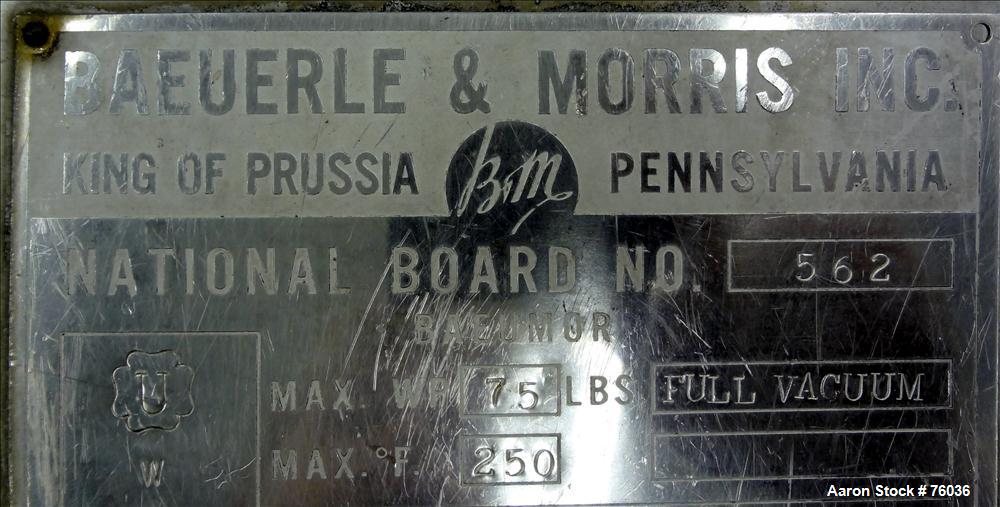 BAEUERLE & MORRIS INC.
KING OF PRUSSIA B&M PENNSYLVANIA
NATIONAL BOARD NO. 562
BAEUMOR
U MAX. WP 75 LBS FULL VACUUM
W MAX. °F. 250
Aaron Stock # 76036